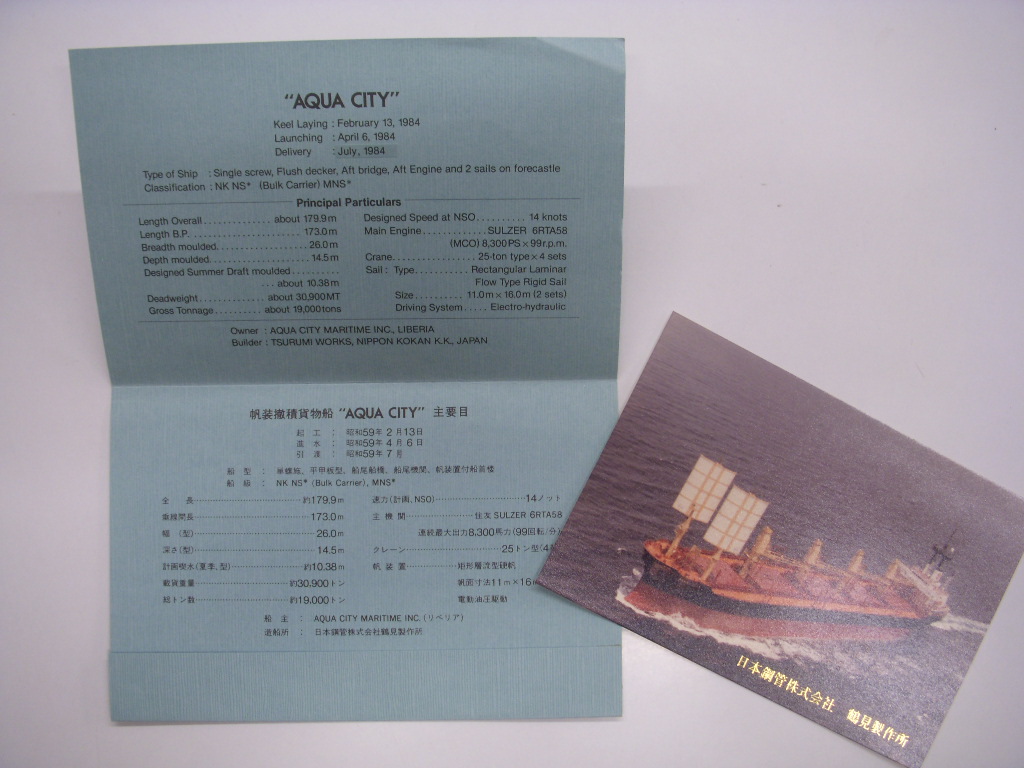 "AQUA CITY"
Keel Laying : February 13, 1984
Launching : April 6, 1984
Delivery : July, 1984
Type of Ship : Single screw, Flush decker, Aft bridge, Aft Engine and 2 sails on forecastle
Classification : NK NS* (Bulk Carrier) MNS*
Principal Particulars
Length Overall ............. about 179.9m
Length B.P. .................. 173.0m
Breadth moulded .................. 26.0m
Depth moulded .................. 14.5m
Designed Summer Draft moulded ..........
... about 10.38m
Deadweight ............. about 30,900MT
Gross Tonnage .......... about 19,000tons
Designed Speed at NSO .......... 14 knots
Main Engine ............. SULZER 6RTA58
(MCO) 8,300PS × 99r.p.m.
Crane ................. 25-ton type × 4 sets
Sail : Type ........... Rectangular Laminar
Flow Type Rigid Sail
Size .......... 11.0m × 16.0m (2 sets)
Driving System ..... Electro-hydraulic
Owner : AQUA CITY MARITIME INC., LIBERIA
Builder : TSURUMI WORKS, NIPPON KOKAN K.K., JAPAN
帆装撒積貨物船 "AQUA CITY" 主要目
起工 : 昭和59年2月13日
進水 : 昭和59年4月6日
引渡 : 昭和59年7月
船型 : 単螺旋、平甲板型、船尾船橋、船尾機関、帆装置付船首楼
船級 : NK NS* (Bulk Carrier), MNS*
全長 約179.9m
垂線間長 173.0m
幅 (型) 26.0m
深さ(型) 14.5m
計画喫水(夏季、型) 約10.38m
載貨重量 約30,900トン
総トン数 約19,000トン
速力(計画、NSO) 14ノット
主機関 住友 SULZER 6RTA58
連続最大出力8,300馬力(99回転/分)
クレーン 25トン型(4
帆装置 矩形層流型硬帆
帆面寸法11m×16m
電動油圧駆動
船主 : AQUA CITY MARITIME INC. (リベリア)
造船所 : 日本鋼管株式会社鶴見製作所
日本鋼管株式会社 鶴見製作所